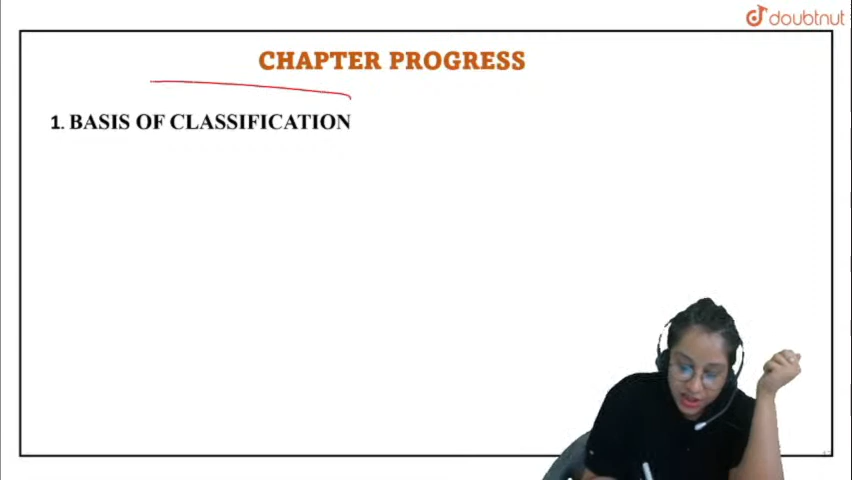 doubtnut
CHAPTER PROGRESS
1. BASIS OF CLASSIFICATION